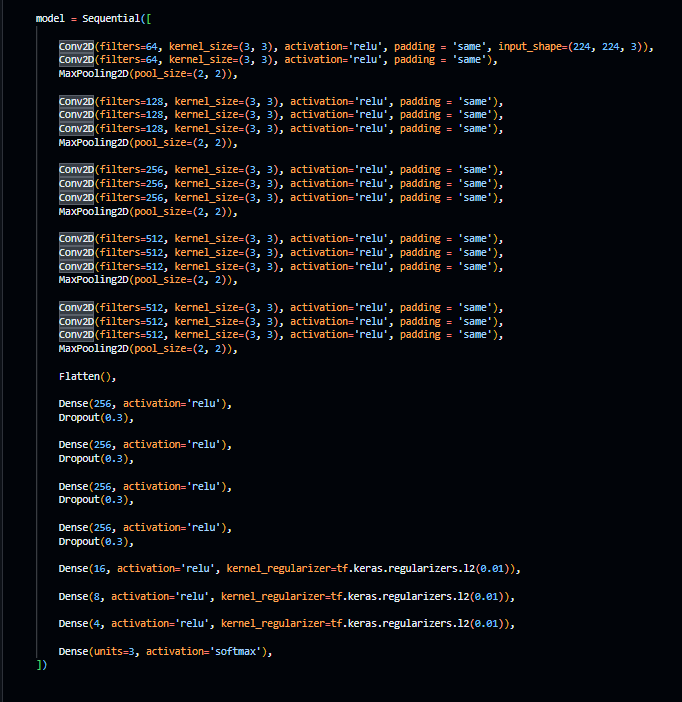 model = Sequential([
Conv2D(filters=64, kernel_size=(3, 3), activation='relu', padding = 'same', input_shape=(224, 224, 3)),
Conv2D(filters=64, kernel_size=(3, 3), activation='relu', padding = 'same'),
MaxPooling2D(pool_size=(2, 2)),
Conv2D(filters=128, kernel_size=(3, 3), activation='relu', padding = 'same'),
Conv2D(filters=128, kernel_size=(3, 3), activation='relu', padding = 'same'),
Conv2D(filters=128, kernel_size=(3, 3), activation='relu', padding = 'same'),
MaxPooling2D(pool_size=(2, 2)),
Conv2D(filters=256, kernel_size=(3, 3), activation='relu', padding = 'same'),
Conv2D(filters=256, kernel_size=(3, 3), activation='relu', padding = 'same'),
Conv2D(filters=256, kernel_size=(3, 3), activation='relu', padding = 'same'),
MaxPooling2D(pool_size=(2, 2)),
Conv2D(filters=512, kernel_size=(3, 3), activation='relu', padding = 'same'),
Conv2D(filters=512, kernel_size=(3, 3), activation='relu', padding = 'same'),
Conv2D(filters=512, kernel_size=(3, 3), activation='relu', padding = 'same'),
MaxPooling2D(pool_size=(2, 2)),
Conv2D(filters=512, kernel_size=(3, 3), activation='relu', padding = 'same'),
Conv2D(filters=512, kernel_size=(3, 3), activation='relu', padding = 'same'),
Conv2D(filters=512, kernel_size=(3, 3), activation='relu', padding = 'same'),
MaxPooling2D(pool_size=(2, 2)),
Flatten(),
Dense(256, activation='relu'),
Dropout(0.3),
Dense(256, activation='relu'),
Dropout(0.3),
Dense(256, activation='relu'),
Dropout(0.3),
Dense(256, activation='relu'),
Dropout(0.3),
Dense(16, activation='relu', kernel_regularizer=tf.keras.regularizers.l2(0.01)),
Dense(8, activation='relu', kernel_regularizer=tf.keras.regularizers.l2(0.01)),
Dense(4, activation='relu', kernel_regularizer=tf.keras.regularizers.l2(0.01)),
Dense(units=3, activation='softmax'),
])